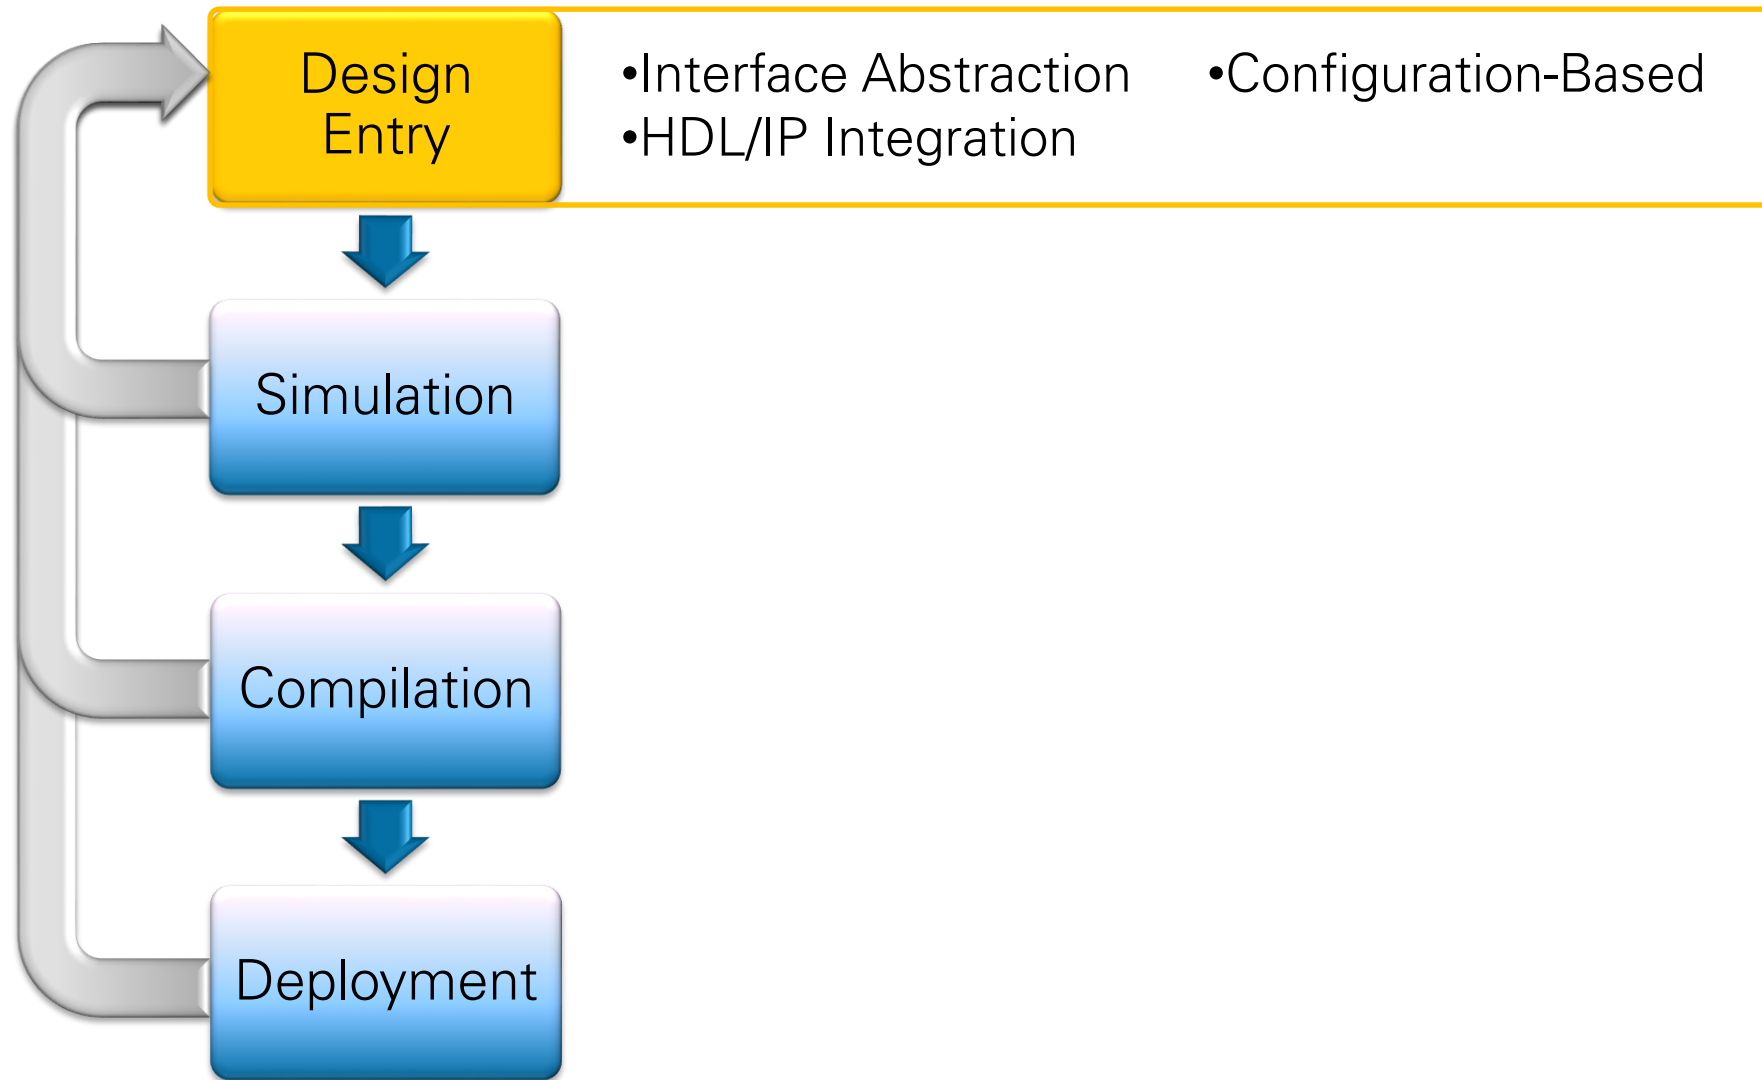 Design
Entry
•Interface Abstraction
•HDL/IP Integration
•Configuration-Based
Simulation
Compilation
Deployment